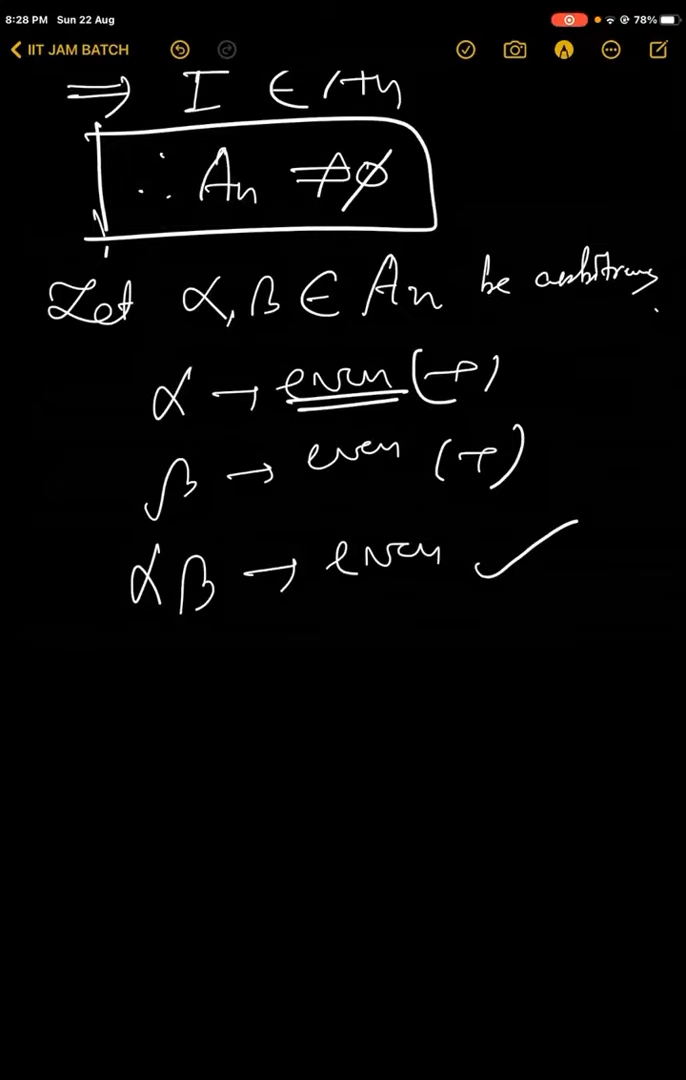 8:28 PM Sun 22 Aug 78%
IIT JAM BATCH
⇒ I ∈ An
∴ An ≠ ∅
Let α, β ∈ An be arbitrary.
α → even (+)
β → even (+)
αβ → even ✓